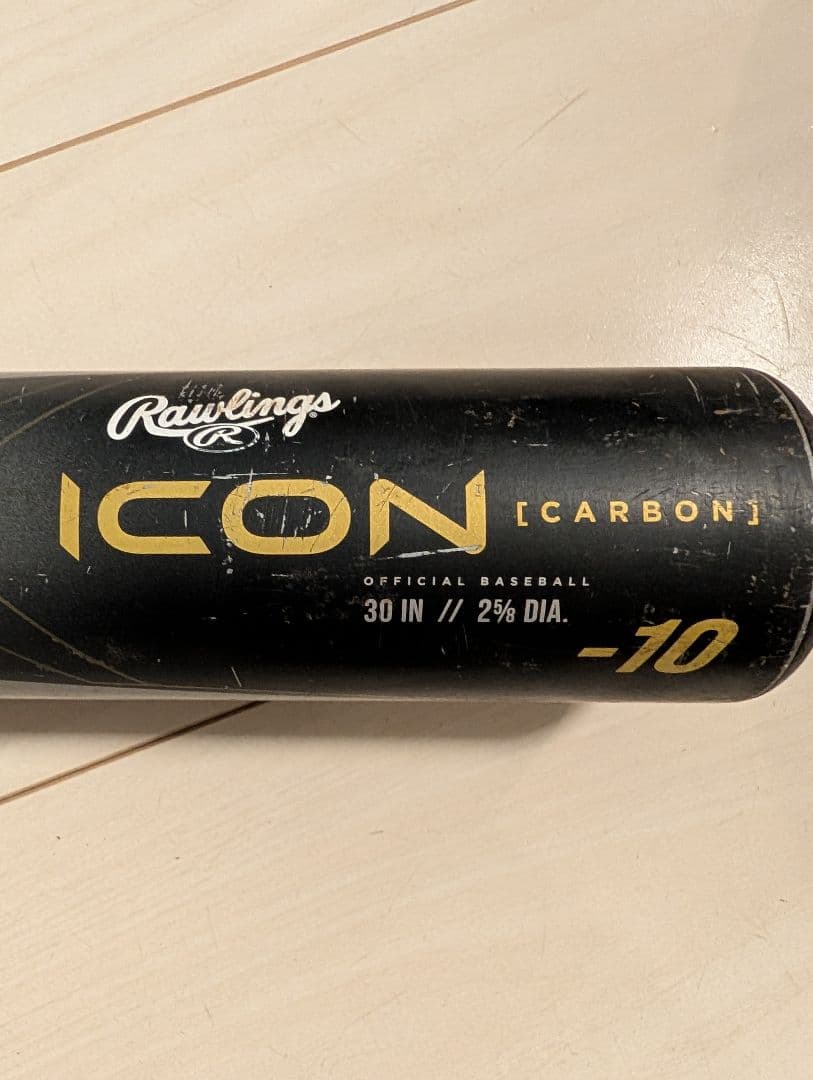 Rawlings
R
ICON [CARBON]
OFFICIAL BASEBALL
30 IN // 2⅝ DIA.
-10